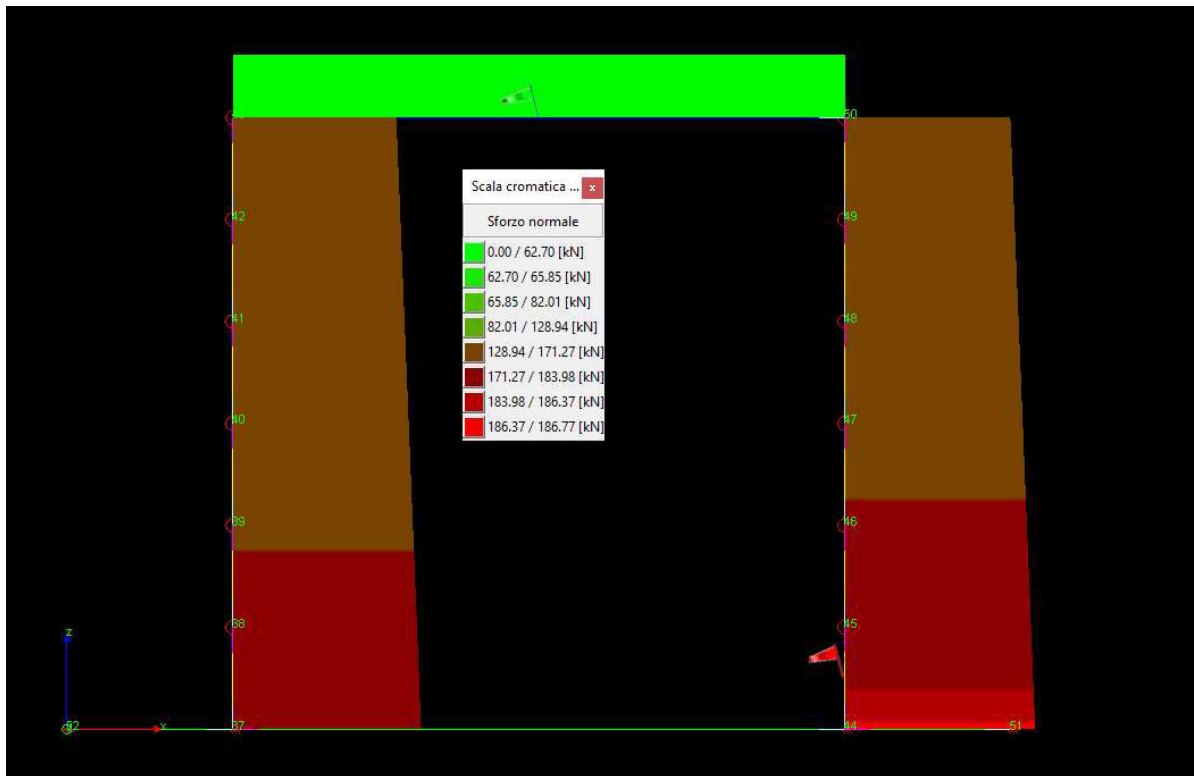 50
Scala cromatica ... x
Sforzo normale
42
49
0.00 / 62.70 [kN]
62.70 / 65.85 [kN]
65.85 / 82.01 [kN]
41
48
82.01 / 128.94 [kN]
128.94 / 171.27 [kN]
171.27 / 183.98 [kN]
183.98 / 186.37 [kN]
40
47
186.37 / 186.77 [kN]
39
46
38
45
z
x
37
44
51